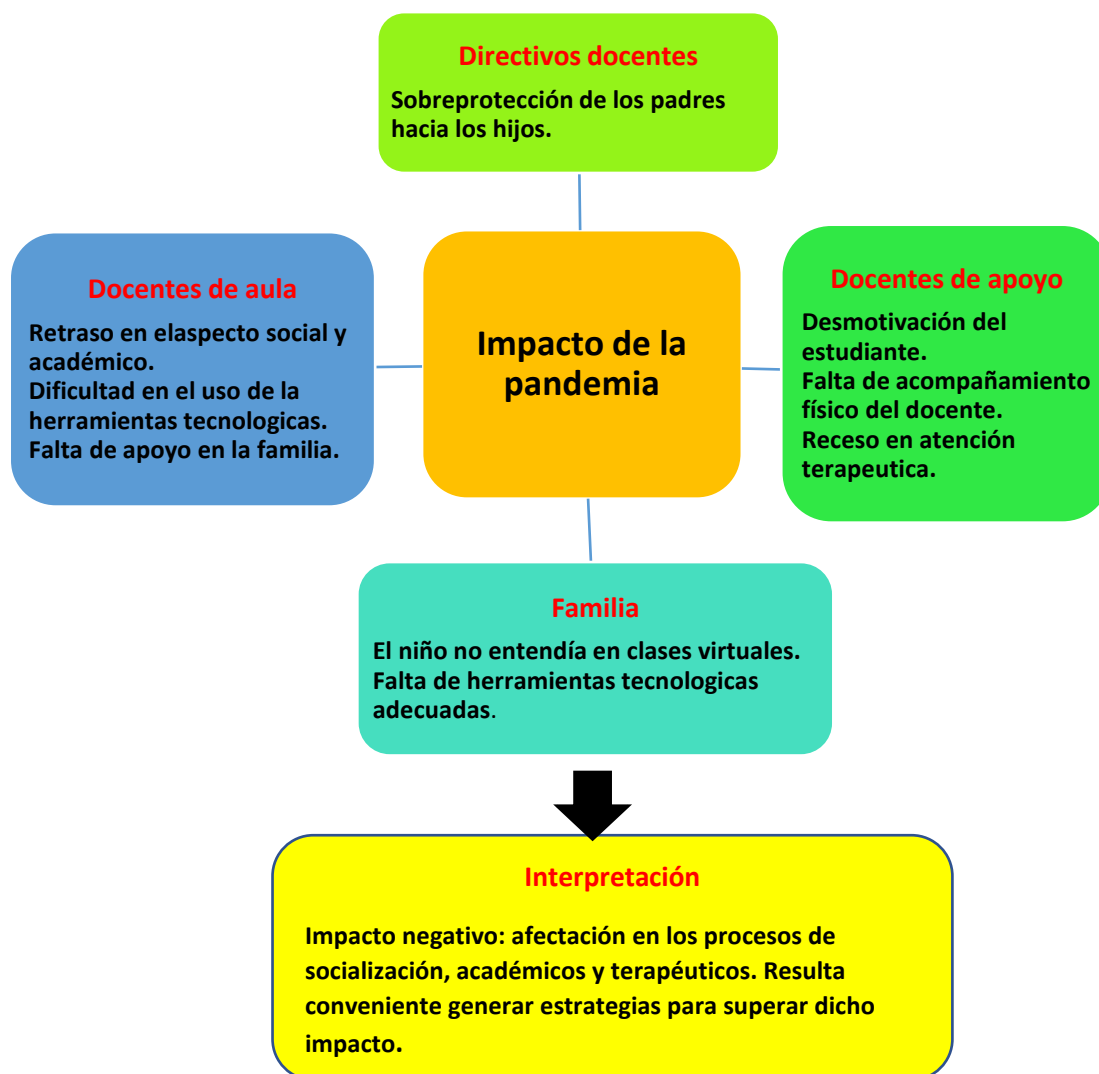 Directivos docentes
Sobreprotección de los padres
hacia los hijos.
Docentes de aula
Retraso en elaspecto social y
académico.
Dificultad en el uso de la
herramientas tecnologicas.
Falta de apoyo en la familia.
Impacto de la
pandemia
Docentes de apoyo
Desmotivación del
estudiante.
Falta de acompañamiento
físico del docente.
Receso en atención
terapeutica.
Familia
El niño no entendía en clases virtuales.
Falta de herramientas tecnologicas
adecuadas.
Interpretación
Impacto negativo: afectación en los procesos de
socialización, académicos y terapéuticos. Resulta
conveniente generar estrategias para superar dicho
impacto.